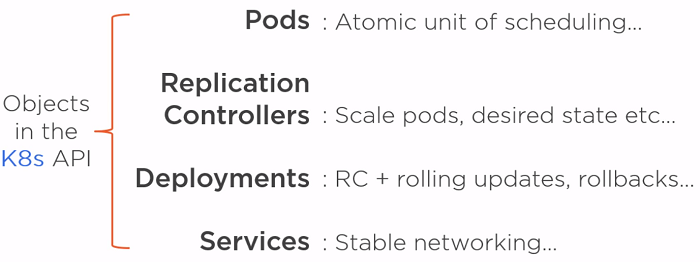 Objects
in the
K8s API
Pods : Atomic unit of scheduling...
Replication
Controllers : Scale pods, desired state etc...
Deployments : RC + rolling updates, rollbacks...
Services : Stable networking...